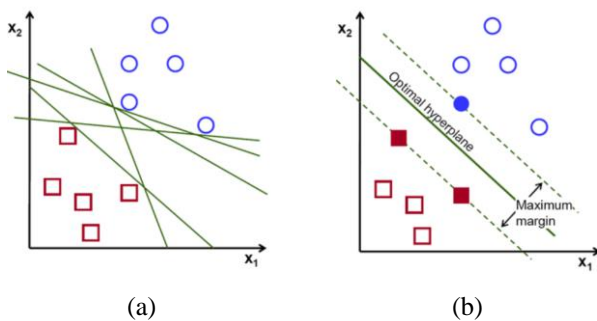 x2
x1
(a)
x2
Optimal hyperplane
Maximum
margin
x1
(b)